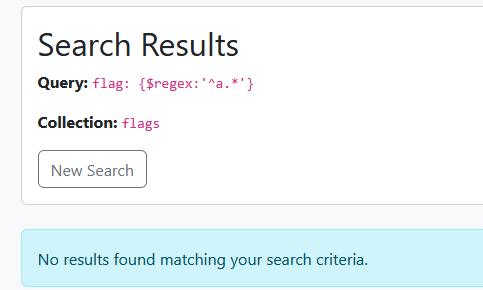 Search Results
Query: flag: {$regex:'^a.*'}
Collection: flags
New Search
No results found matching your search criteria.